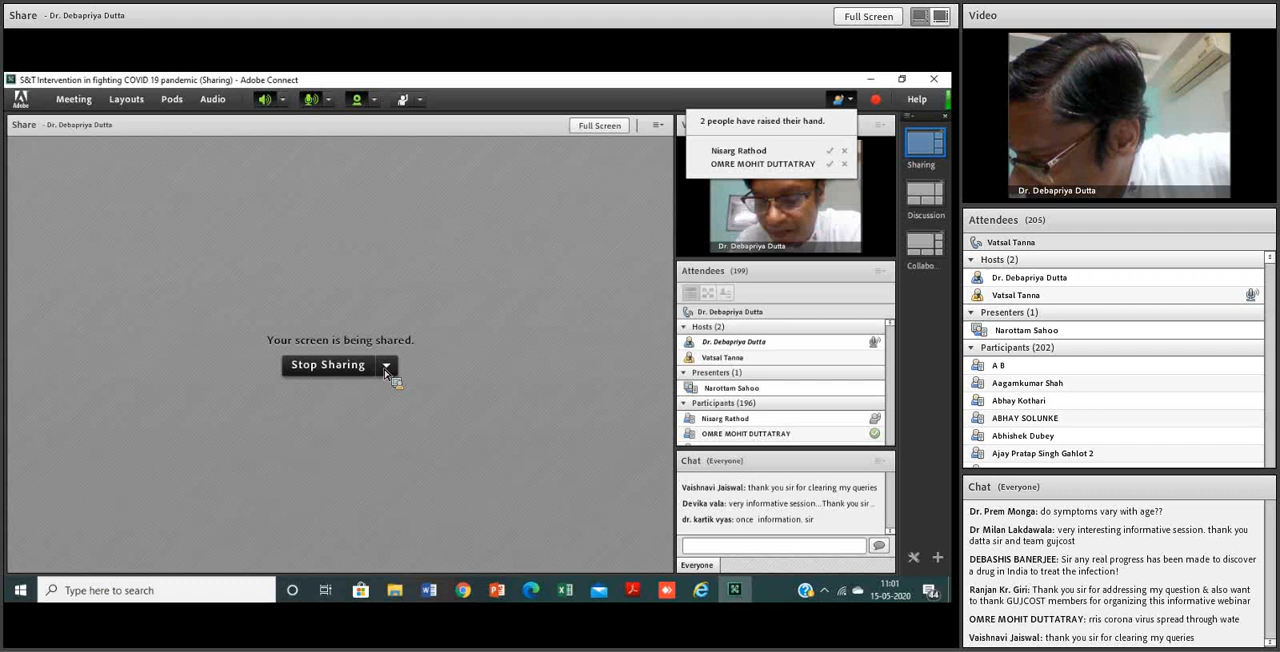 Share - Dr. Debapriya Dutta
Full Screen
S&T Intervention in fighting COVID 19 pandemic (Sharing) - Adobe Connect
Adobe
Meeting
Layouts
Pods
Audio
Help
Share - Dr. Debapriya Dutta
Full Screen
2 people have raised their hand.
Nisarg Rathod
OMRE MOHIT DUTTATRAY
Dr. Debapriya Dutta
Sharing
Discussion
Collabo...
Your screen is being shared.
Stop Sharing
Attendees (199)
Dr. Debapriya Dutta
Hosts (2)
Dr. Debapriya Dutta
Vatsal Tanna
Presenters (1)
Narottam Sahoo
Participants (196)
Nisarg Rathod
OMRE MOHIT DUTTATRAY
Chat (Everyone)
Vaishnavi Jaiswal: thank you sir for clearing my queries
Devika vala: very informative session...Thank you sir ..
dr. kartik vyas: once information. sir
Everyone
Type here to search
11:01
15-05-2020
44
Video
Dr. Debapriya Dutta
Attendees (205)
Vatsal Tanna
Hosts (2)
Dr. Debapriya Dutta
Vatsal Tanna
Presenters (1)
Narottam Sahoo
Participants (202)
A B
Aagamkumar Shah
Abhay Kothari
ABHAY SOLUNKE
Abhishek Dubey
Ajay Pratap Singh Gahlot 2
Chat (Everyone)
Dr. Prem Monga: do symptoms vary with age??
Dr Milan Lakdawala: very interesting informative session. thank you
datta sir and team gujcost
DEBASHIS BANERJEE: Sir any real progress has been made to discover
a drug in India to treat the infection!
Ranjan Kr. Giri: Thank you sir for addressing my question & also want
to thank GUJCOST members for organizing this informative webinar
OMRE MOHIT DUTTATRAY: rris corona virus spread through wate
Vaishnavi Jaiswal: thank you sir for clearing my queries